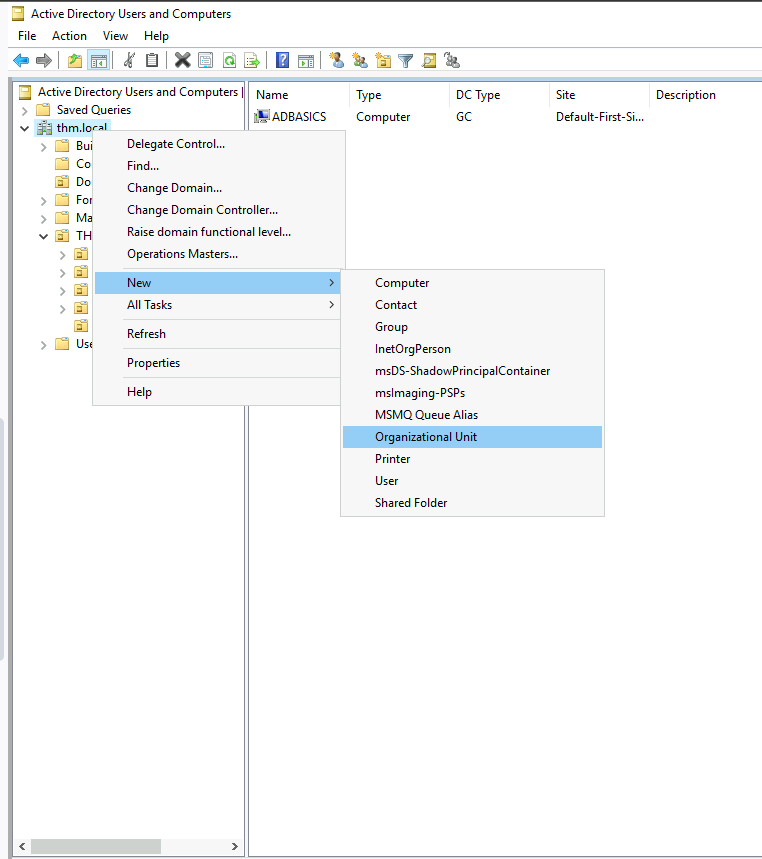 Active Directory Users and Computers
File Action View Help
Active Directory Users and Computers
Name Type DC Type Site Description
Saved Queries
ADBASICS Computer GC Default-First-Si...
thm.local
Bui
Co
Do
For
Ma
TH
Use
Delegate Control...
Find...
Change Domain...
Change Domain Controller...
Raise domain functional level...
Operations Masters...
New
All Tasks
Refresh
Properties
Help
Computer
Contact
Group
InetOrgPerson
msDS-ShadowPrincipalContainer
msImaging-PSPs
MSMQ Queue Alias
Organizational Unit
Printer
User
Shared Folder